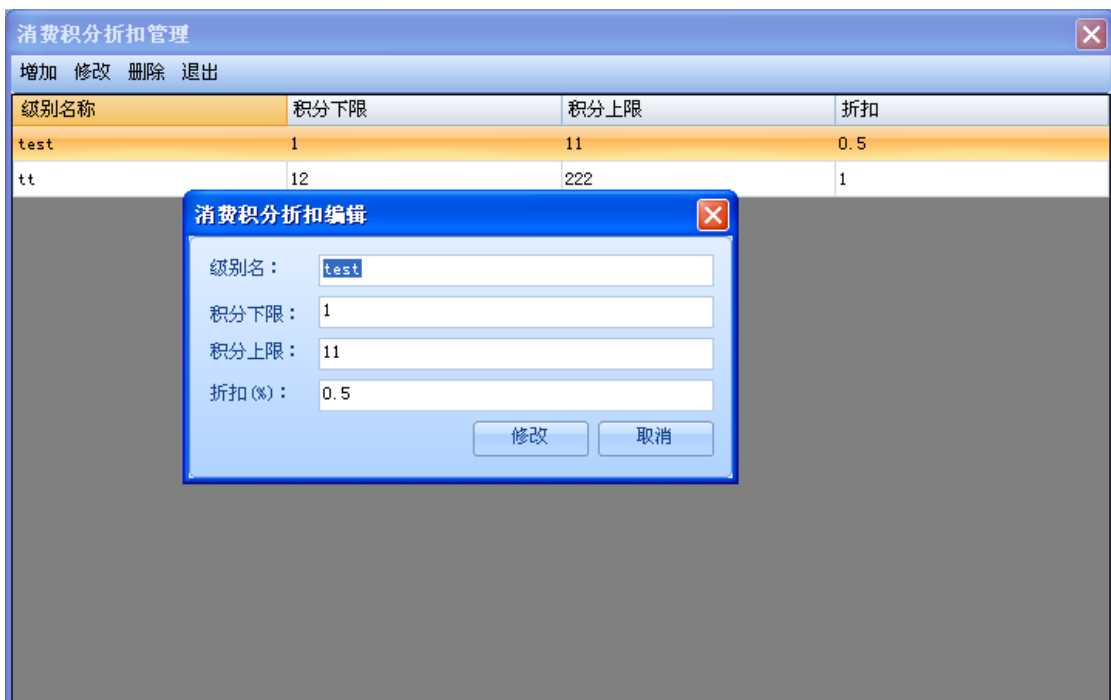 消费积分折扣管理
增加 修改 删除 退出
级别名称 积分下限 积分上限 折扣
test 1 11 0.5
tt 12 222 1
消费积分折扣编辑
级别名： test
积分下限： 1
积分上限： 11
折扣(%)： 0.5
修改 取消